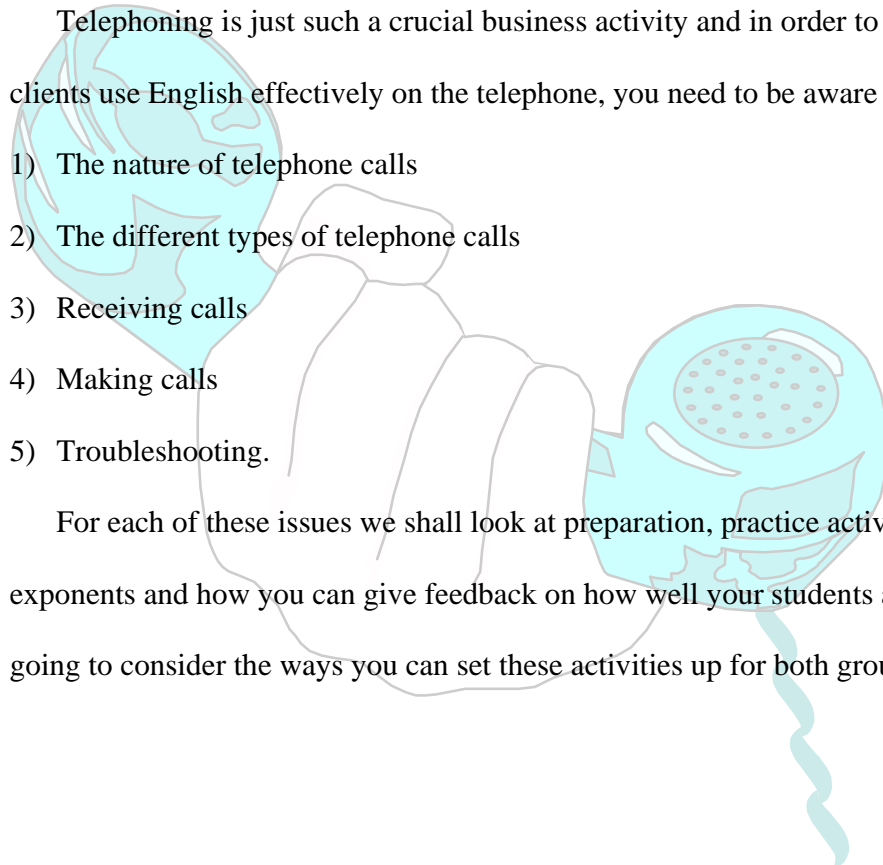 Telephoning is just such a crucial business activity and in order to
clients use English effectively on the telephone, you need to be aware
1) The nature of telephone calls
2) The different types of telephone calls
3) Receiving calls
4) Making calls
5) Troubleshooting.
For each of these issues we shall look at preparation, practice
exponents and how you can give feedback on how well your students
going to consider the ways you can set these activities up for both